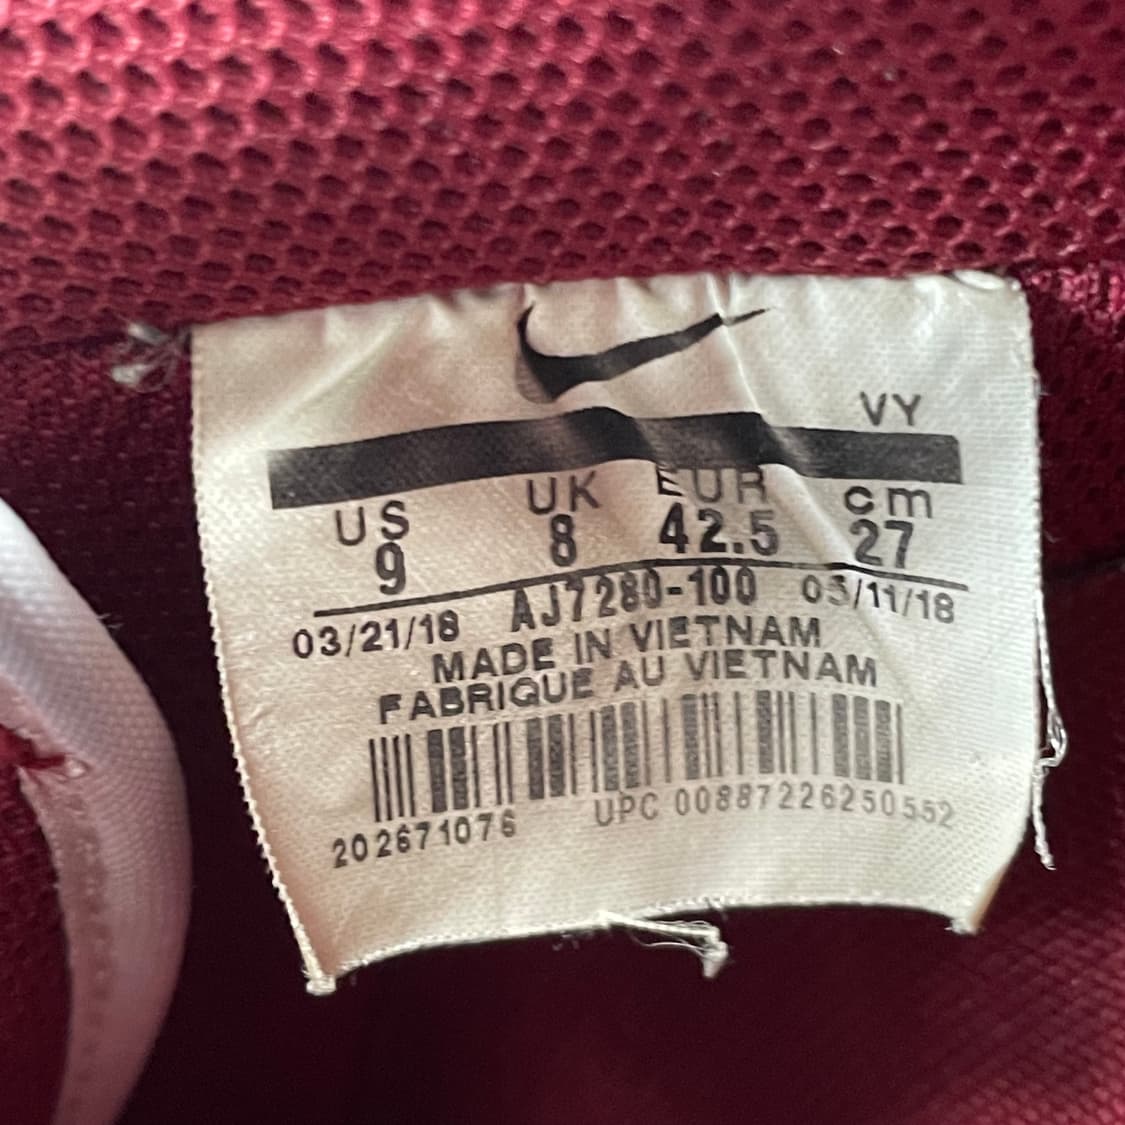 VY
US UK EUR cm
9 8 42.5 27
03/21/18 AJ7280-100 05/11/18
MADE IN VIETNAM
FABRIQUE AU VIETNAM
202671076 UPC 00887226250552